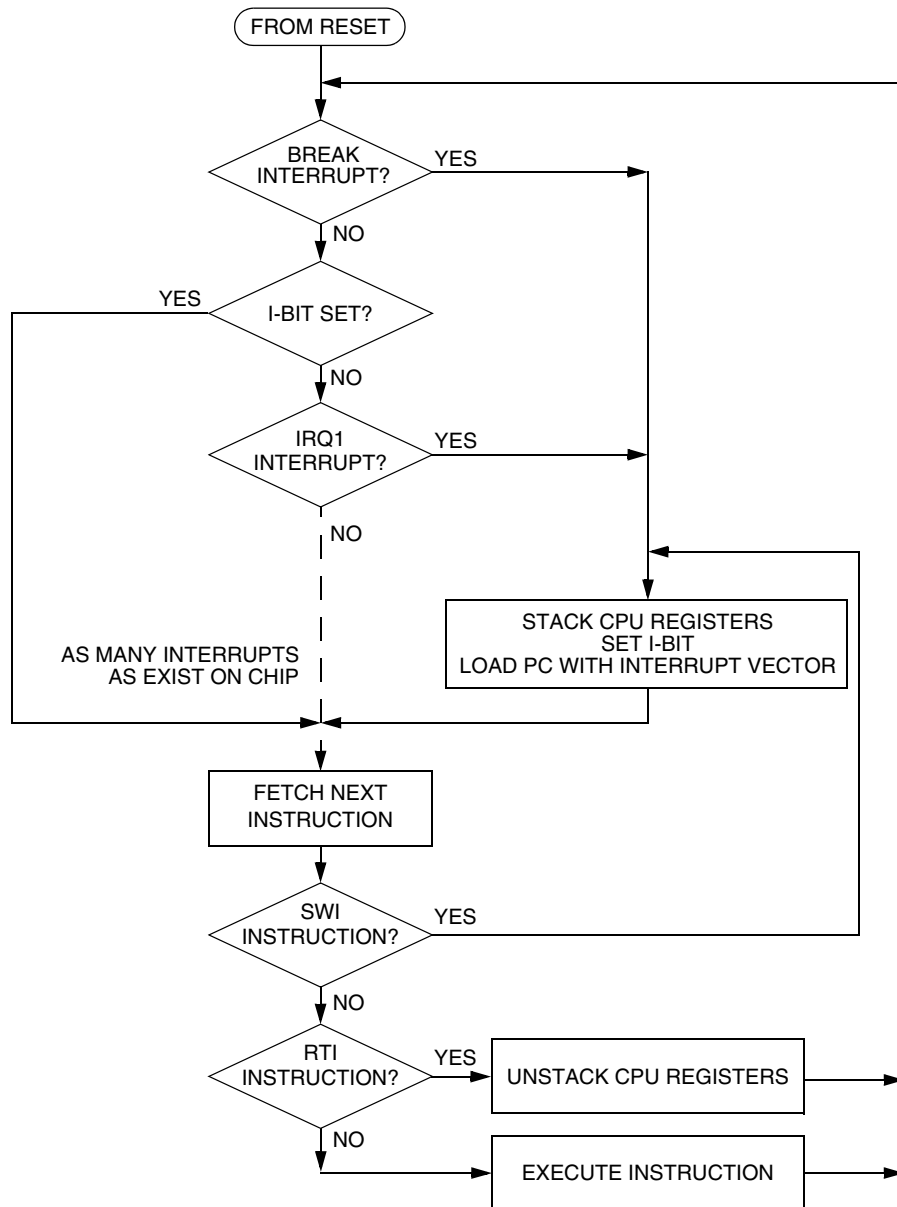 FROM RESET
BREAK
INTERRUPT?
YES
NO
YES
I-BIT SET?
NO
IRQ1
INTERRUPT?
YES
NO
STACK CPU REGISTERS
SET I-BIT
LOAD PC WITH INTERRUPT VECTOR
AS MANY INTERRUPTS
AS EXIST ON CHIP
FETCH NEXT
INSTRUCTION
SWI
INSTRUCTION?
YES
NO
RTI
INSTRUCTION?
YES
UNSTACK CPU REGISTERS
NO
EXECUTE INSTRUCTION